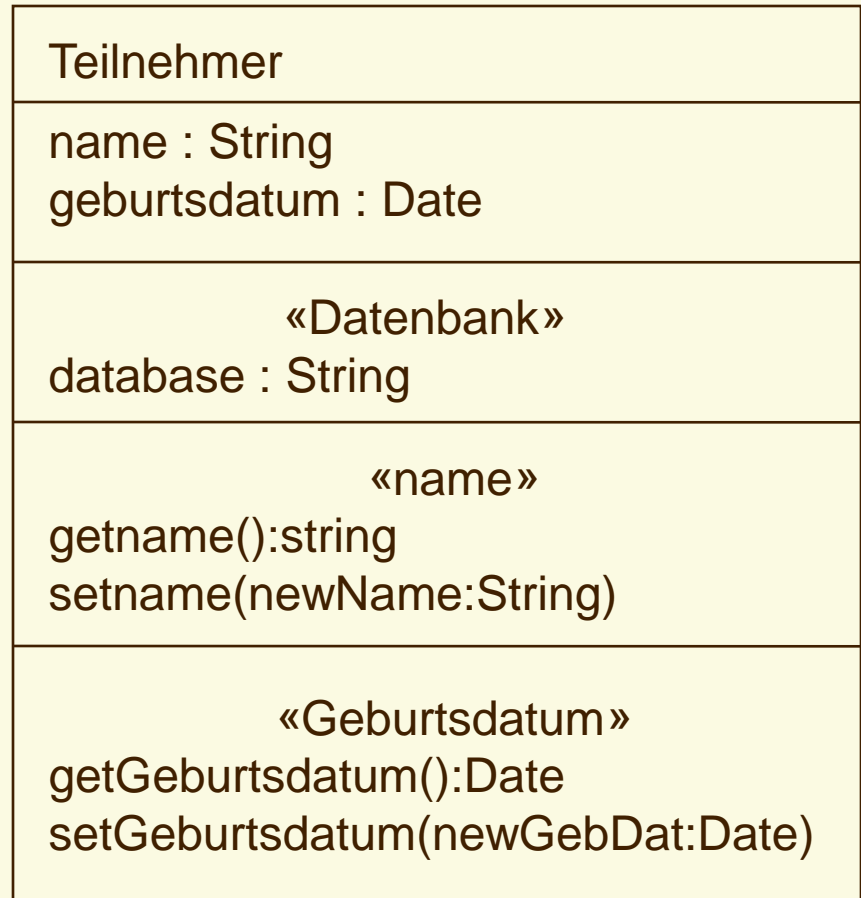 Teilnehmer
name : String
geburtsdatum : Date
«Datenbank»
database : String
«name»
getname():string
setname(newName:String)
«Geburtsdatum»
getGeburtsdatum():Date
setGeburtsdatum(newGebDat:Date)